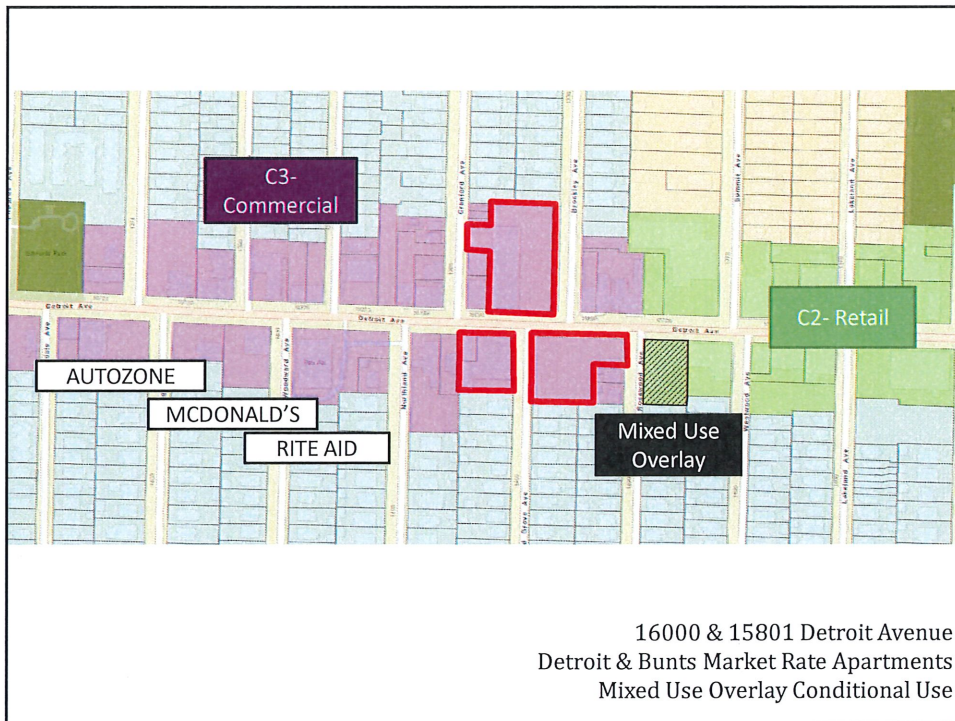 C3-
Commercial
Granford Ave
Brockley Ave
Summit Ave
Lakeland Ave
Detroit Ave
Detroit Ave
Detroit Ave
C2- Retail
AUTOZONE
MCDONALD'S
RITE AID
Woodward Ave
Northland Ave
Rosewood Ave
Westwood Ave
Lakeland Ave
Mixed Use
Overlay
16000 & 15801 Detroit Avenue
Detroit & Bunts Market Rate Apartments
Mixed Use Overlay Conditional Use